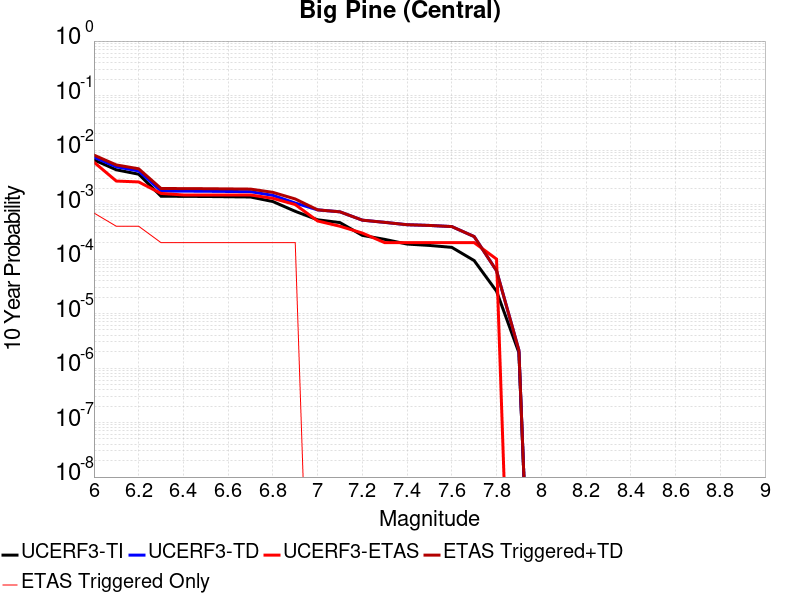 Big Pine (Central)
10 Year Probability
10^0
10^-1
10^-2
10^-3
10^-4
10^-5
10^-6
10^-7
10^-8
6 6.2 6.4 6.6 6.8 7 7.2 7.4 7.6 7.8 8 8.2 8.4 8.6 8.8 9
Magnitude
UCERF3-TI UCERF3-TD UCERF3-ETAS ETAS Triggered+TD
ETAS Triggered Only